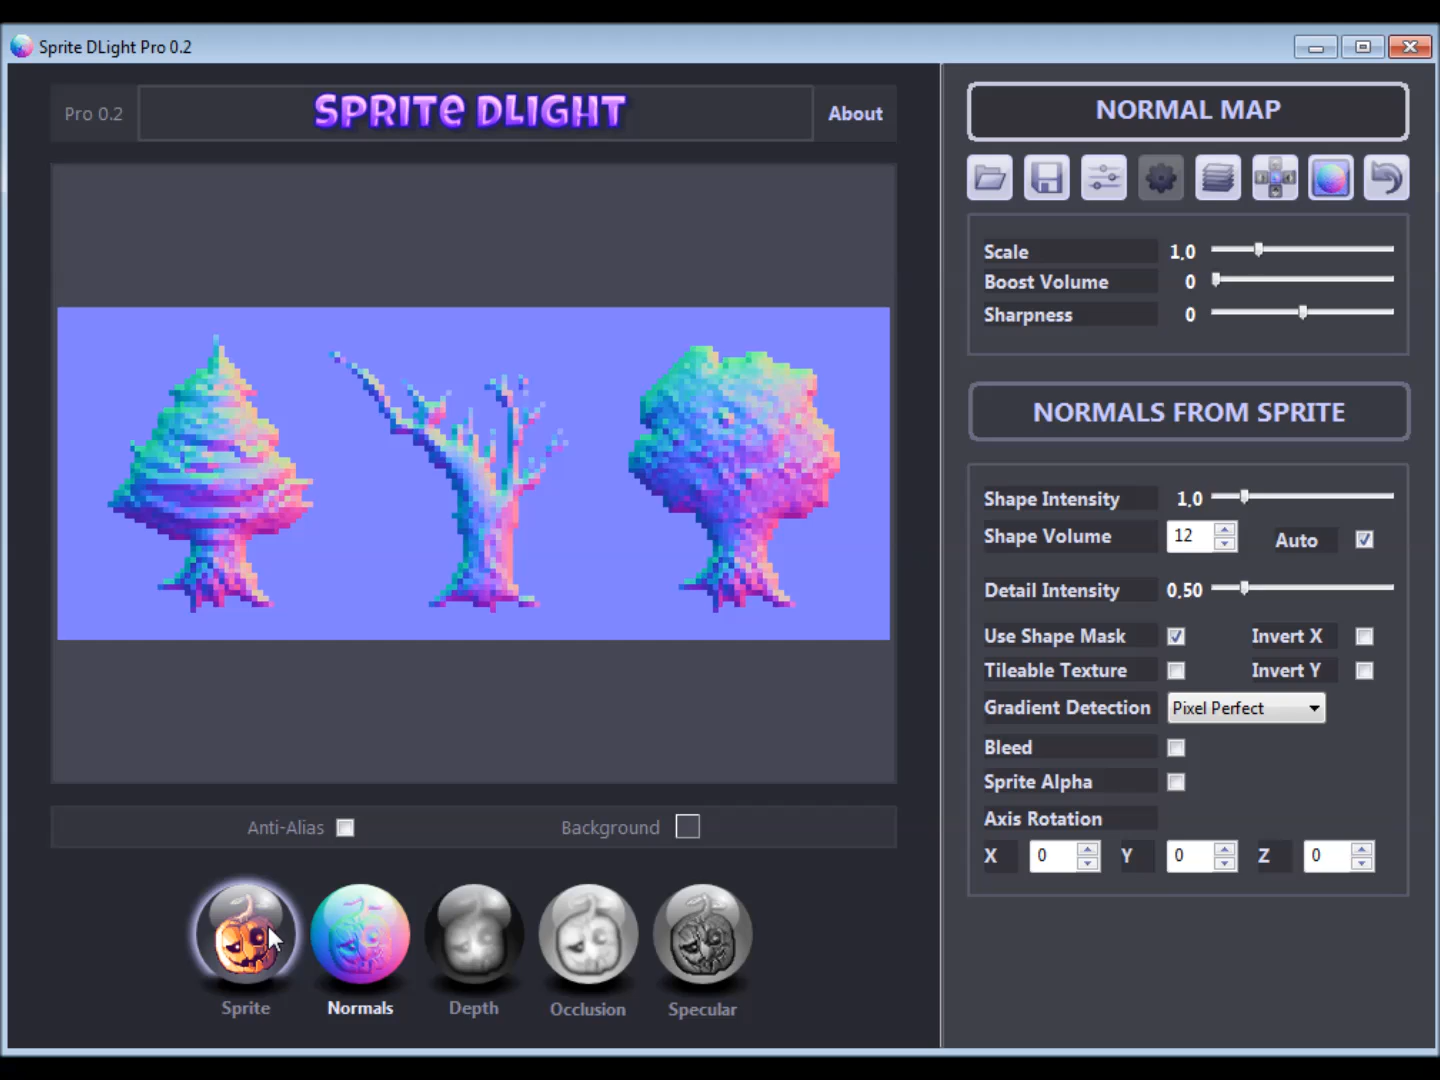 Sprite DLight Pro 0.2
Pro 0.2
SPRITE DLIGHT
About
NORMAL MAP
Scale 1.0
Boost Volume 0
Sharpness 0
NORMALS FROM SPRITE
Shape Intensity 1.0
Shape Volume 12 Auto
Detail Intensity 0.50
Use Shape Mask Invert X
Tileable Texture Invert Y
Gradient Detection Pixel Perfect
Bleed
Sprite Alpha
Axis Rotation
X 0 Y 0 Z 0
Anti-Alias Background
Sprite Normals Depth Occlusion Specular